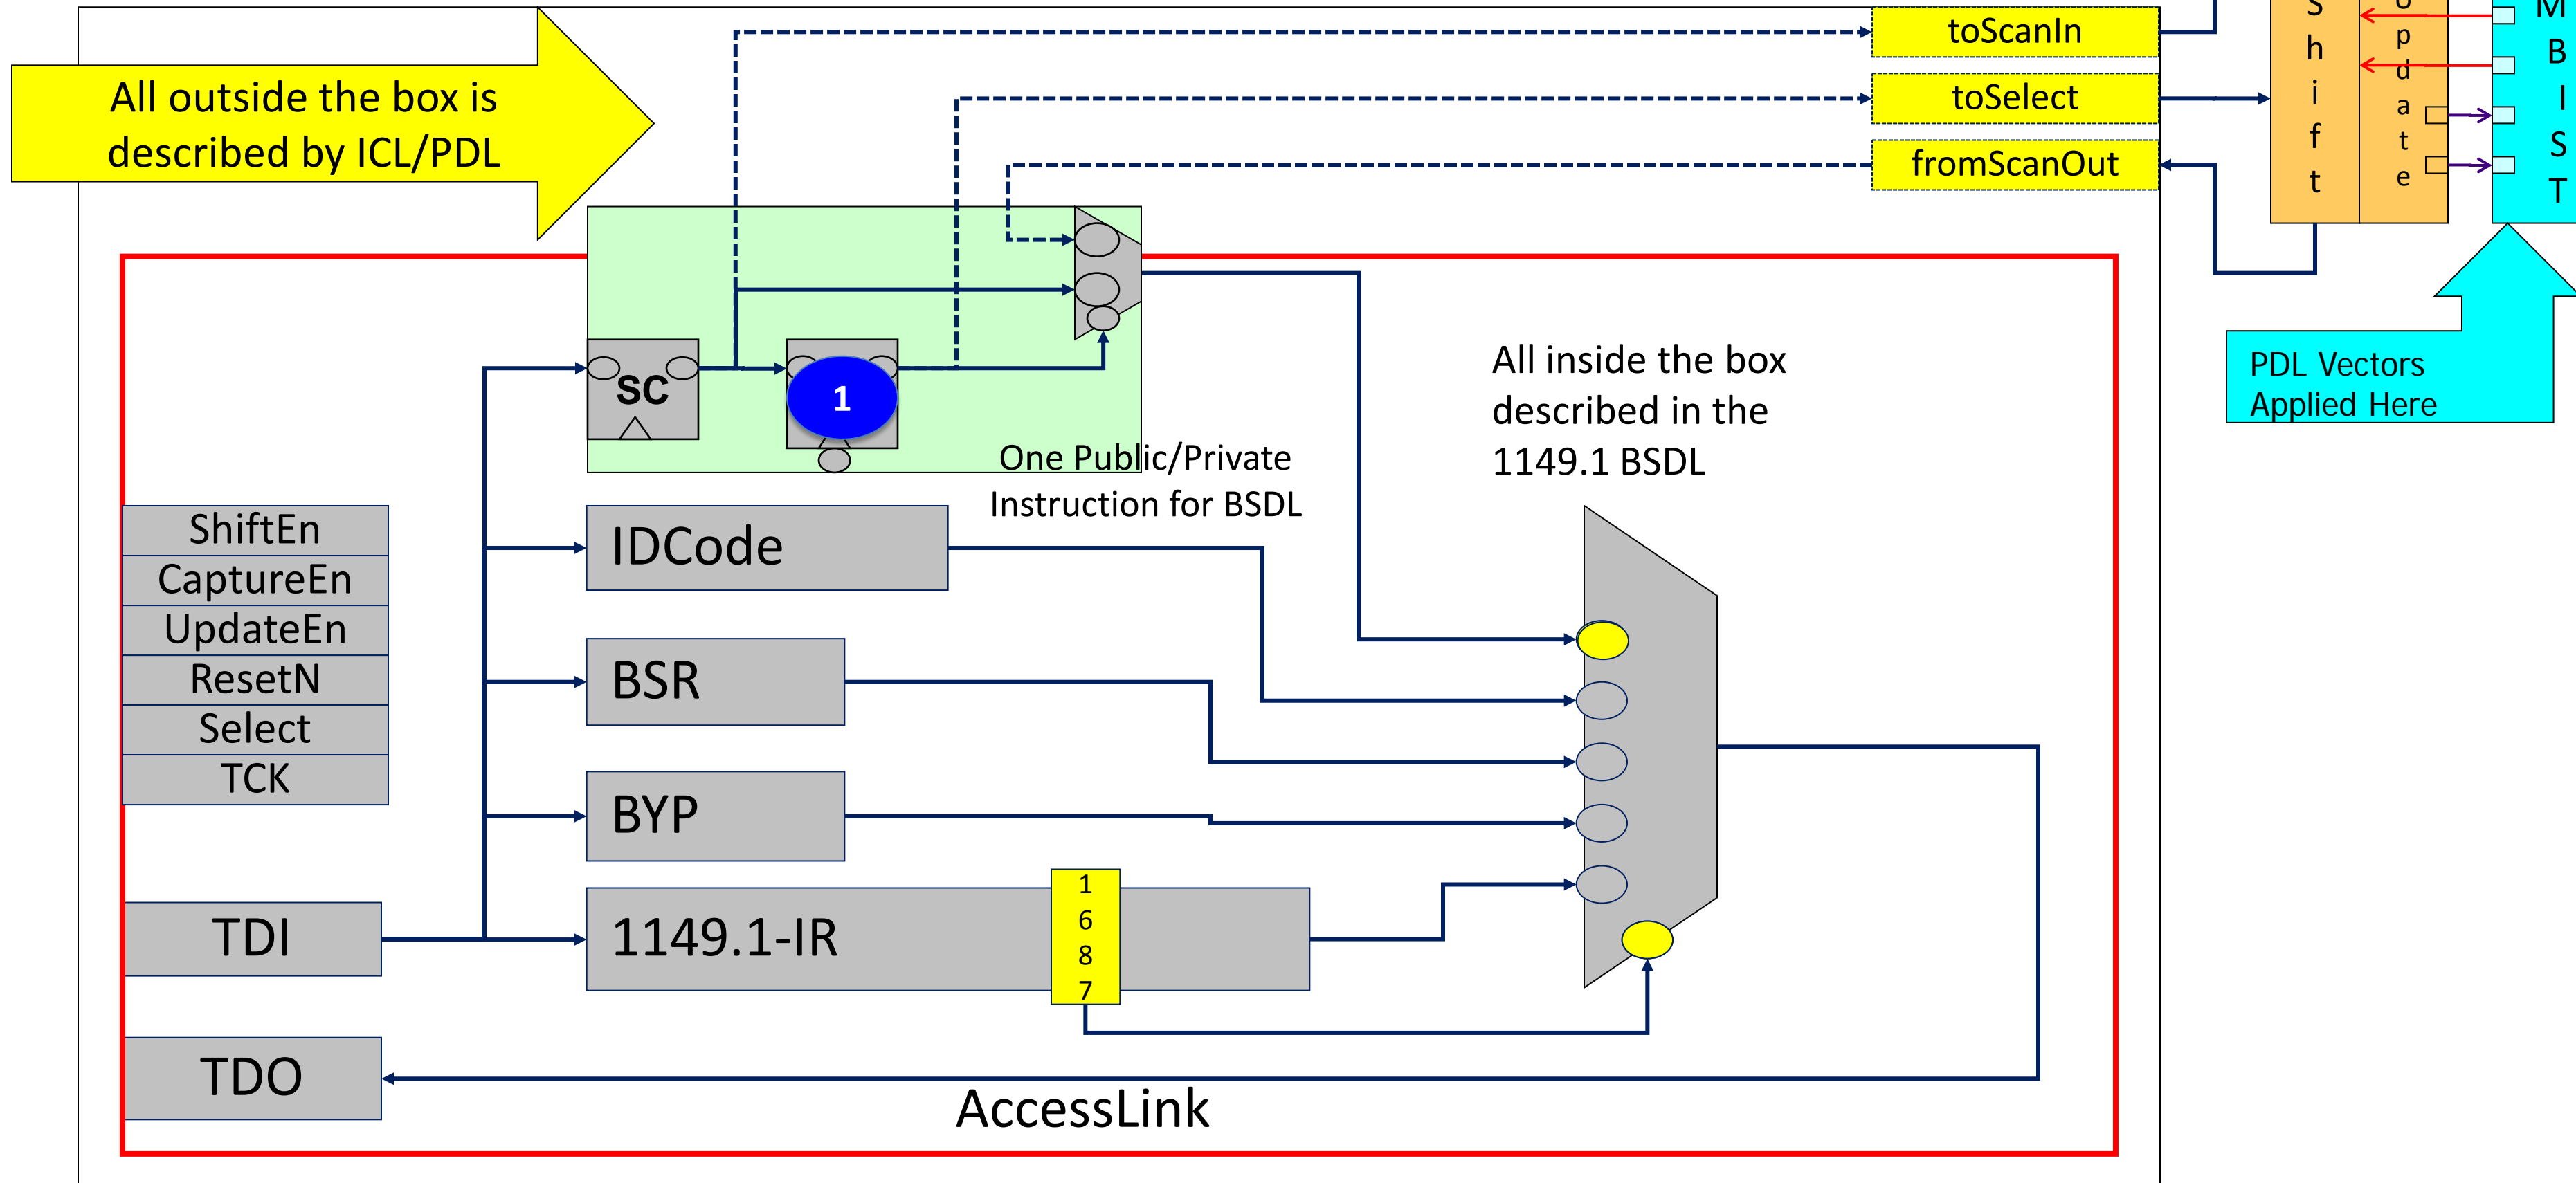 toScanIn
toSelect
fromScanOut
All outside the box is
described by ICL/PDL
S
h
i
f
t
p
d
a
t
e
M
B
I
S
T
PDL Vectors
Applied Here
SC
1
One Public/Private
Instruction for BSDL
All inside the box
described in the
1149.1 BSDL
ShiftEn
CaptureEn
UpdateEn
ResetN
Select
TCK
IDCode
BSR
BYP
1149.1-IR
1
6
8
7
TDI
TDO
AccessLink